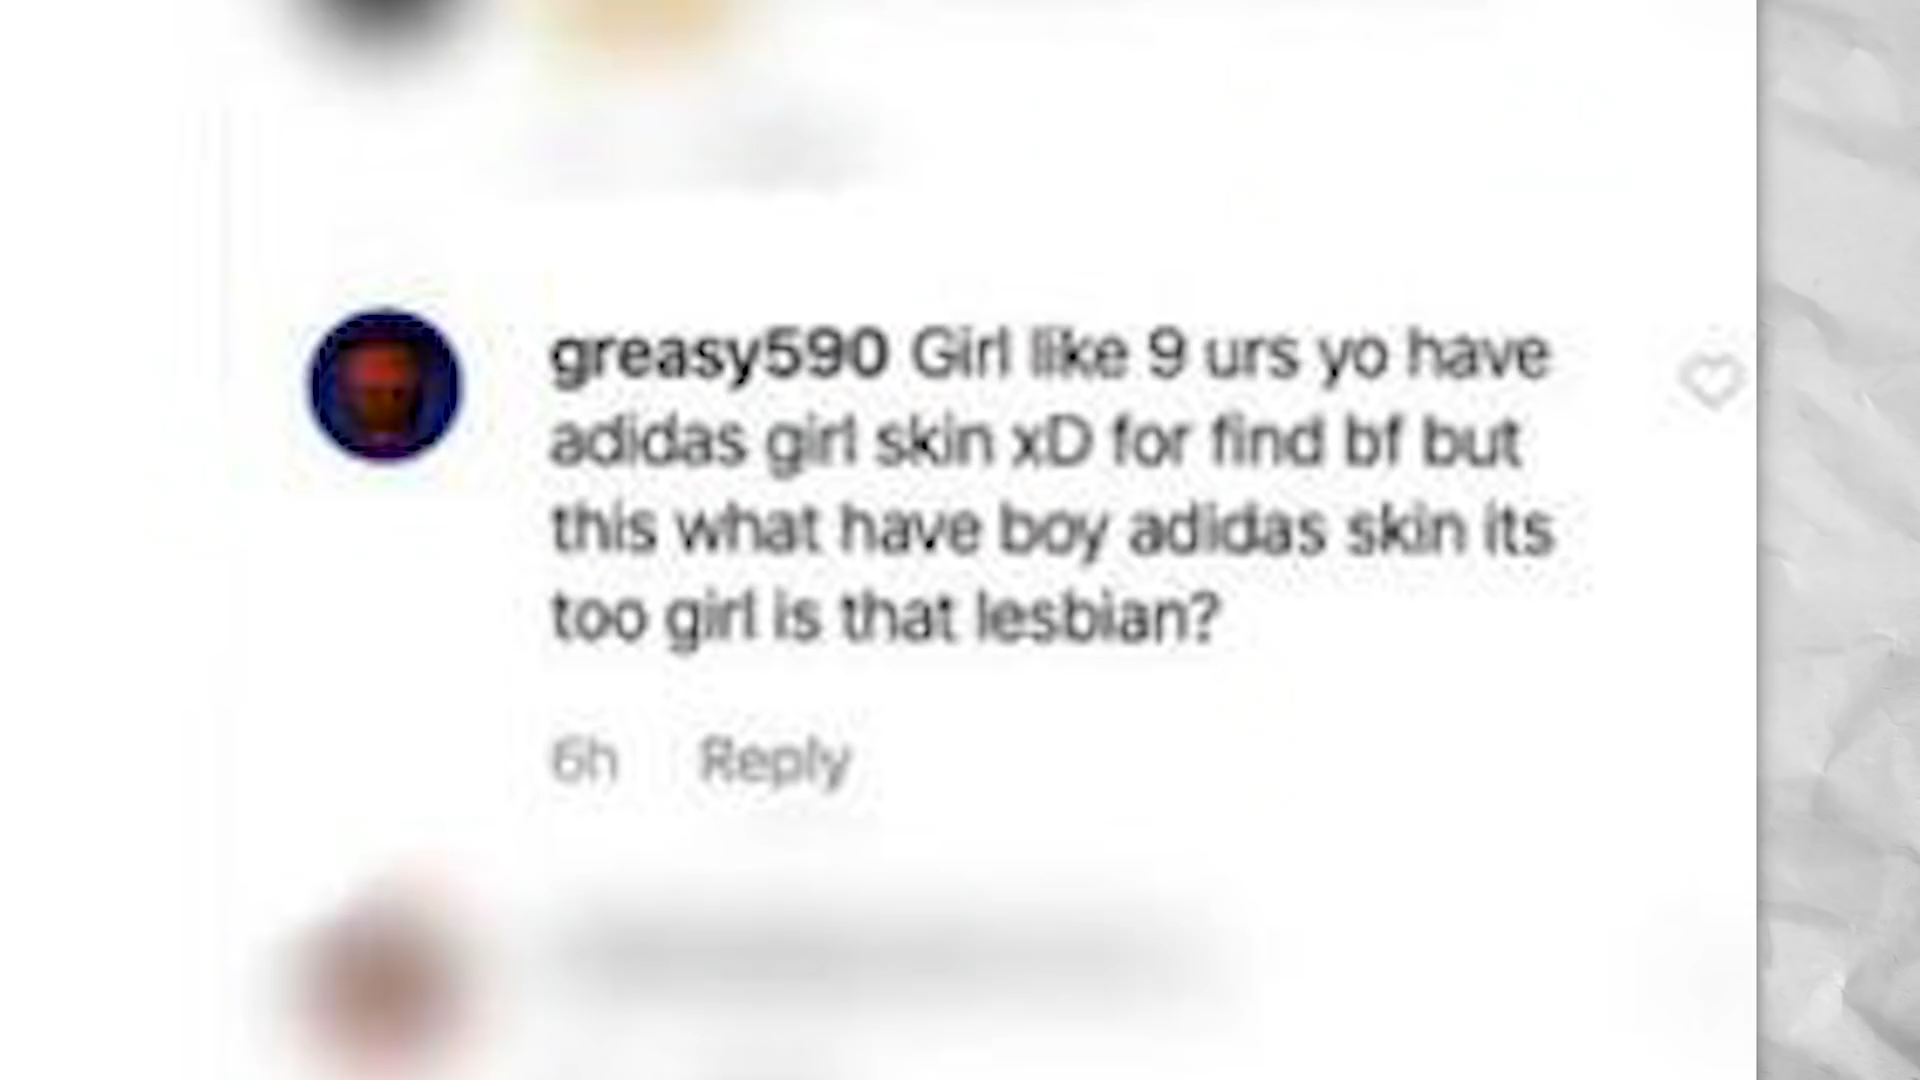 greasy590 Girl like 9 urs yo have
adidas girl skin xD for find bf but
this what have boy adidas skin its
too girl is that lesbian?
6h Reply